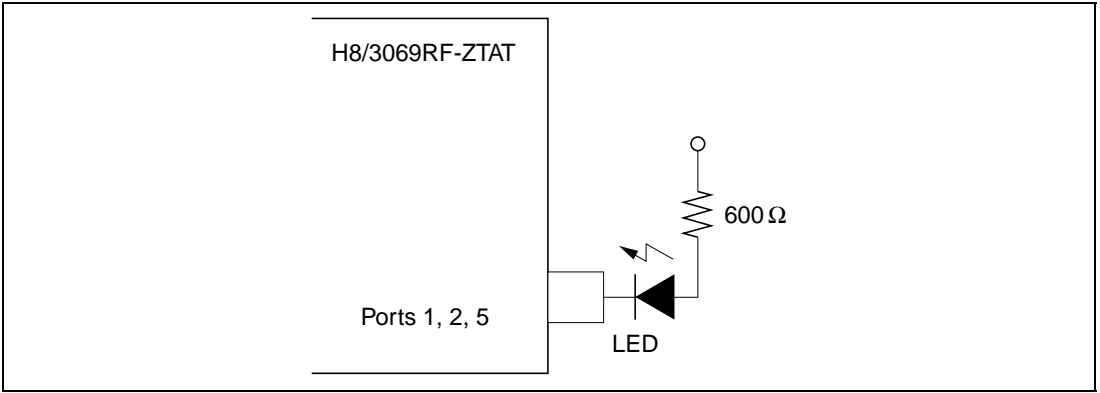 H8/3069RF-ZTAT
600 Ω
Ports 1, 2, 5
LED